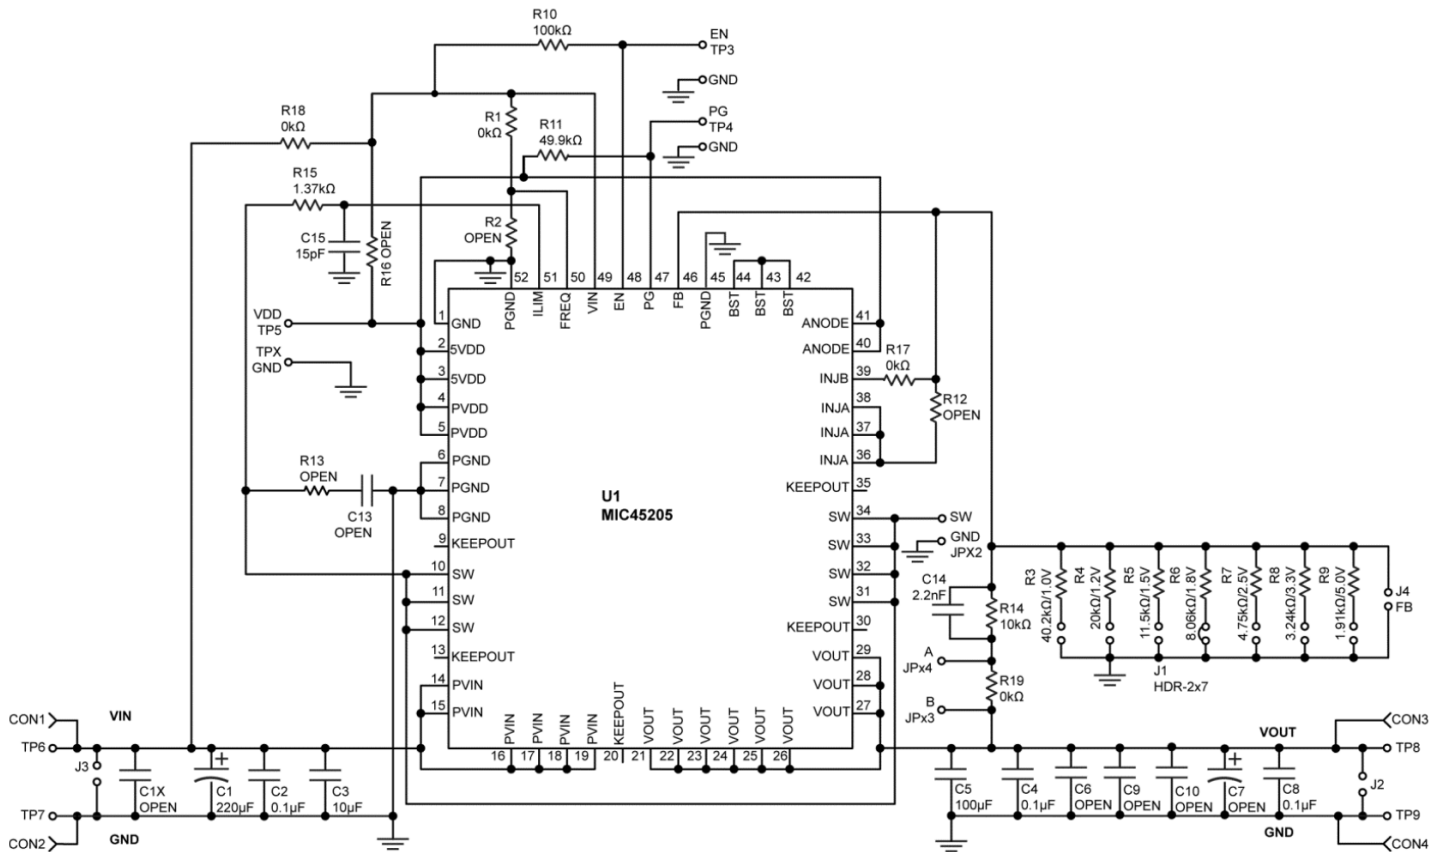 R10
100kΩ
EN
TP3
GND
R18
0kΩ
R1
0kΩ
R11
49.9kΩ
PG
TP4
GND
R15
1.37kΩ
C15
15pF
R16 OPEN
R2
OPEN
52 51 50 49 48 47 46 45 44 43 42
PGND ILIM FREQ VIN EN PG FB PGND BST BST BST
VDD
TP5
TPX
GND
1 GND
2 5VDD
3 5VDD
4 PVDD
5 PVDD
6 PGND
7 PGND
8 PGND
9 KEEPOUT
10 SW
11 SW
12 SW
13 KEEPOUT
14 PVIN
15 PVIN
R13
OPEN
C13
OPEN
U1
MIC45205
ANODE 41
ANODE 40
INJB 39
INJA 38
INJA 37
INJA 36
KEEPOUT 35
SW 34
SW 33
SW 32
SW 31
KEEPOUT 30
VOUT 29
VOUT 28
VOUT 27
R17
0kΩ
R12
OPEN
SW
GND
JPX2
C14
2.2nF
R14
10kΩ
A
JPx4
R19
0kΩ
B
JPx3
R3
40.2kΩ/1.0V
R4
20kΩ/1.2V
R5
11.5kΩ/1.5V
R6
8.06kΩ/1.8V
R7
4.75kΩ/2.5V
R8
3.24kΩ/3.3V
R9
1.91kΩ/5.0V
J4
FB
J1
HDR-2x7
PVIN PVIN PVIN PVIN KEEPOUT VOUT VOUT VOUT VOUT VOUT VOUT
16 17 18 19 20 21 22 23 24 25 26
CON1
VIN
TP6
J3
C1X
OPEN
C1
220µF
C2
0.1µF
C3
10µF
TP7
CON2
GND
C5
100µF
C4
0.1µF
C6
OPEN
C9
OPEN
C10
OPEN
C7
OPEN
C8
0.1µF
VOUT
CON3
TP8
J2
TP9
GND
CON4